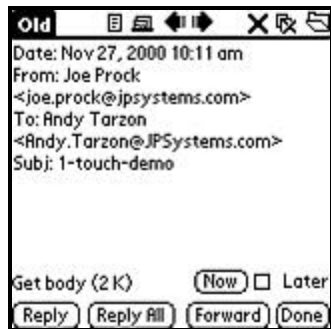 Old
Date: Nov 27, 2000 10:11 am
From: Joe Prock
<joe.prock@jpsystems.com>
To: Andy Tarzon
<Andy.Tarzon@JPSystems.com>
Subj: 1-touch-demo
Get body (2 K) Now Later
Reply Reply All Forward Done